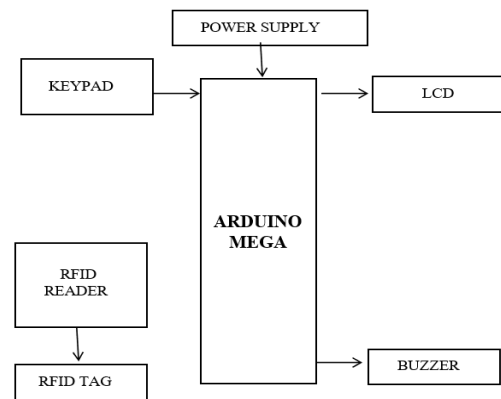 POWER SUPPLY
KEYPAD
LCD
ARDUINO
MEGA
RFID
READER
BUZZER
RFID TAG